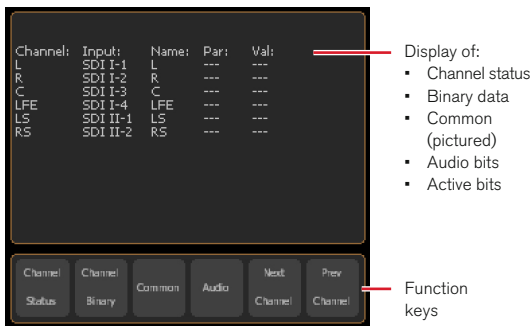 Channel: Input: Name: Par: Val:
L SDI I-1 L --- ---
R SDI I-2 R --- ---
C SDI I-3 C --- ---
LFE SDI I-4 LFE --- ---
LS SDI II-1 LS --- ---
RS SDI II-2 RS --- ---
Display of:
▪ Channel status
▪ Binary data
▪ Common
(pictured)
▪ Audio bits
▪ Active bits
Channel Status
Channel Binary
Common
Audio
Next Channel
Prev Channel
Function
keys